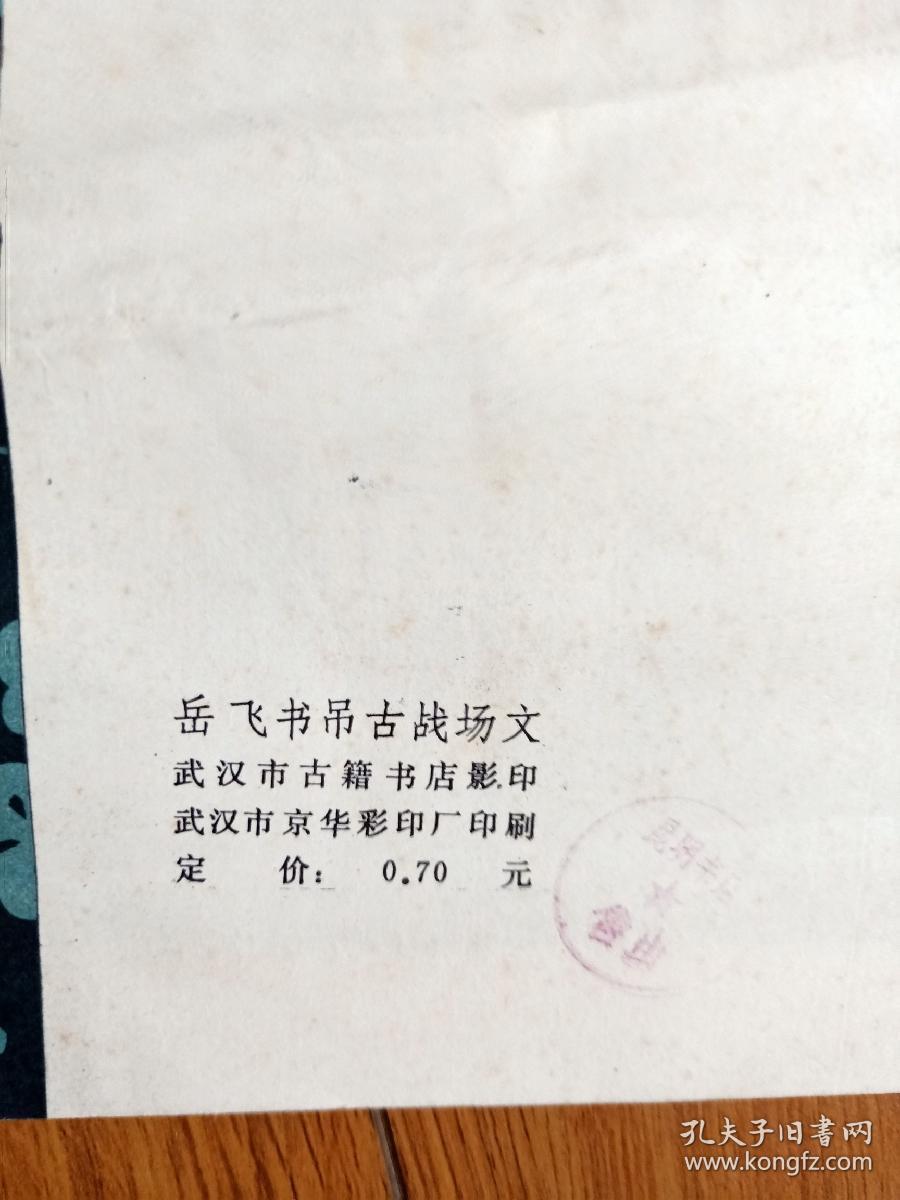 岳飞书吊古战场文
武汉市古籍书店影印
武汉市京华彩印厂印刷
定价: 0.70 元
孔夫子旧書网
www.kongfz.com